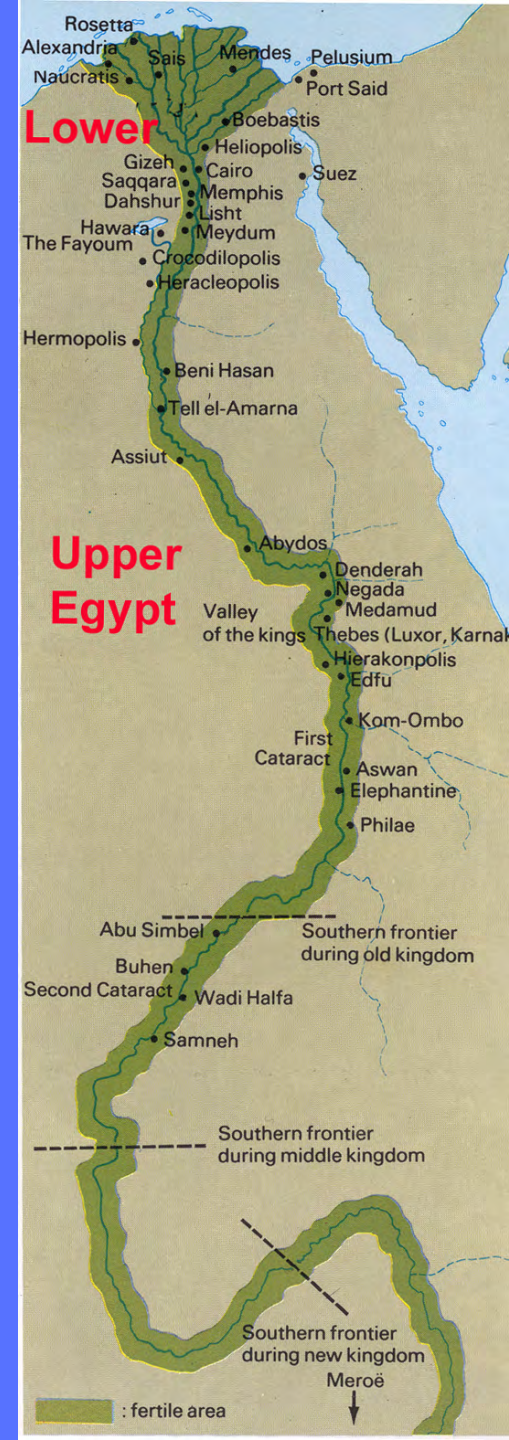 Rosetta
Alexandria
Sais
Mendes
Pelusium
Naucratis
Port Said
Lower
Boebastis
Heliopolis
Gizeh
Cairo
Suez
Saqqara
Memphis
Dahshur
Lisht
Hawara
Meydum
The Fayoum
Crocodilopolis
Heracleopolis
Hermopolis
Beni Hasan
Tell el-Amarna
Assiut
Upper
Egypt
Abydos
Denderah
Negada
Medamud
Valley
of the kings
Thebes (Luxor, Karnak
Hierakonpolis
Edfu
Kom-Ombo
First
Cataract
Aswan
Elephantine
Philae
Abu Simbel
Southern frontier
during old kingdom
Buhen
Second Cataract
Wadi Halfa
Samneh
Southern frontier
during middle kingdom
Southern frontier
during new kingdom
Meroë
: fertile area